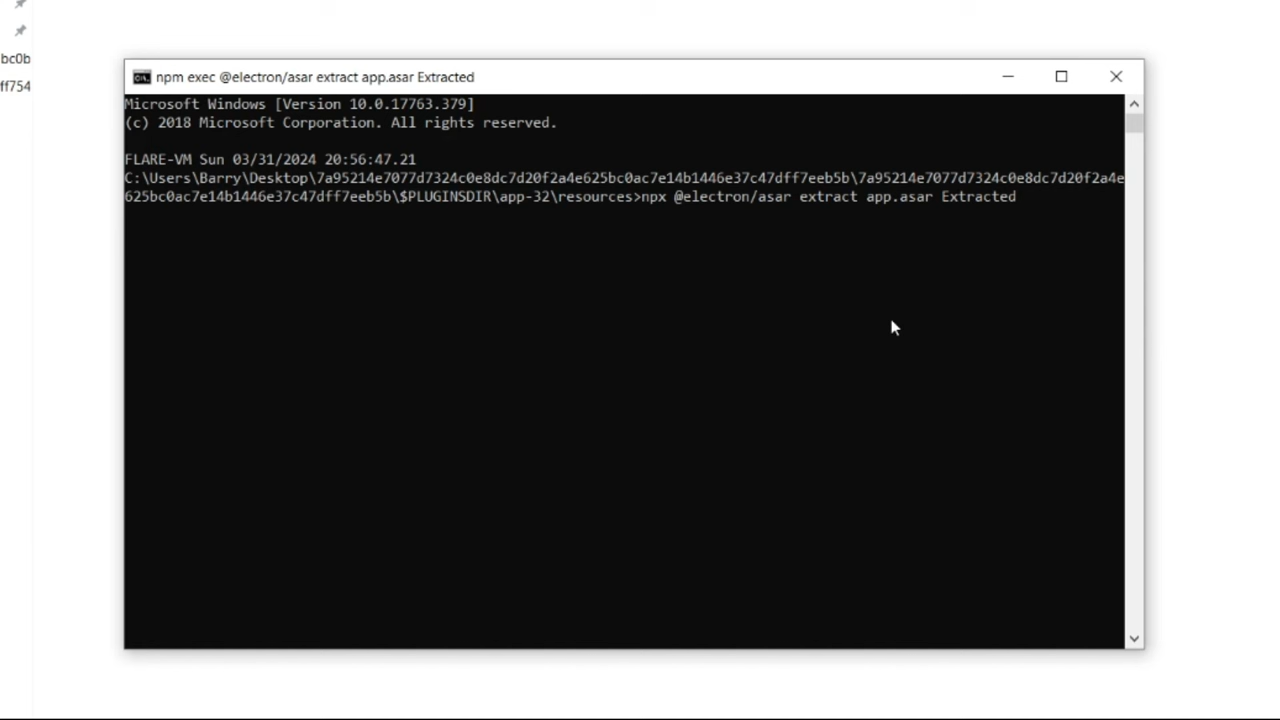 bc0b
ff754
npm exec @electron/asar extract app.asar Extracted
Microsoft Windows [Version 10.0.17763.379]
(c) 2018 Microsoft Corporation. All rights reserved.
FLARE-VM Sun 03/31/2024 20:56:47.21
C:\Users\Barry\Desktop\7a95214e7077d7324c0e8dc7d20f2a4e625bc0ac7e14b1446e37c47dff7eeb5b\7a95214e7077d7324c0e8dc7d20f2a4e
625bc0ac7e14b1446e37c47dff7eeb5b\$PLUGINSDIR\app-32\resources>npx @electron/asar extract app.asar Extracted